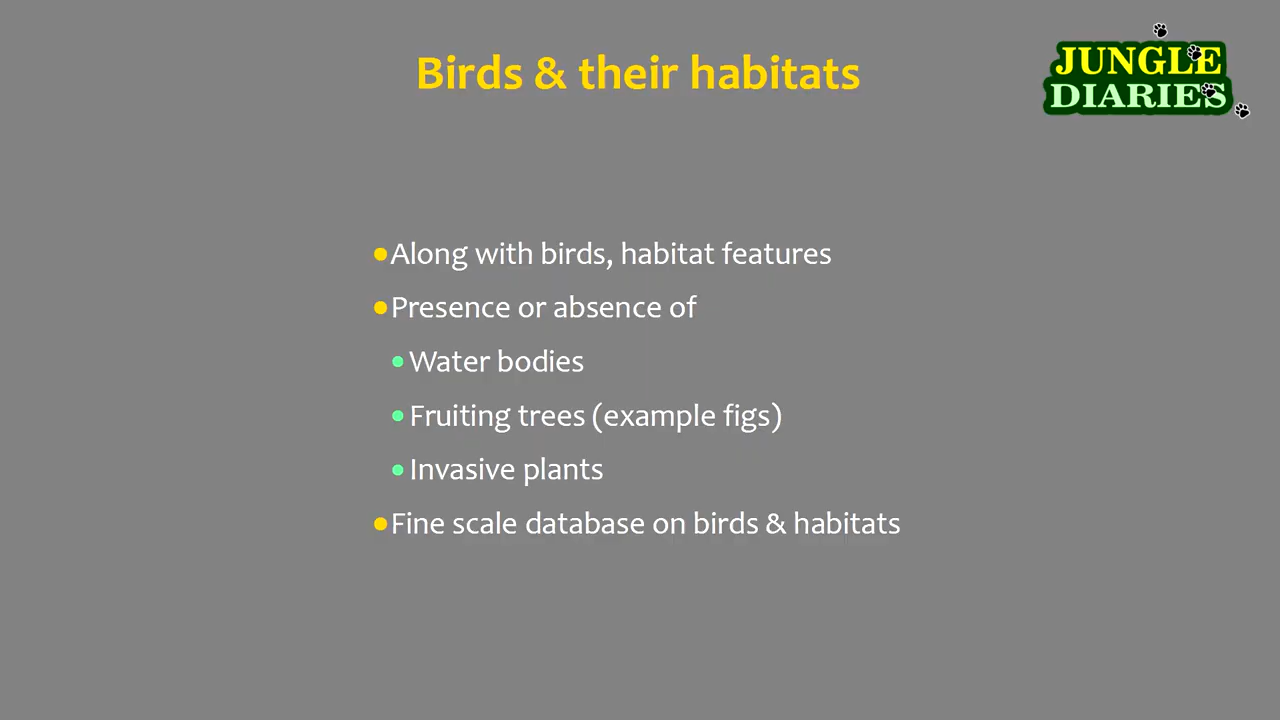 Birds & their habitats
JUNGLE
DIARIES
Along with birds, habitat features
Presence or absence of
Water bodies
Fruiting trees (example figs)
Invasive plants
Fine scale database on birds & habitats